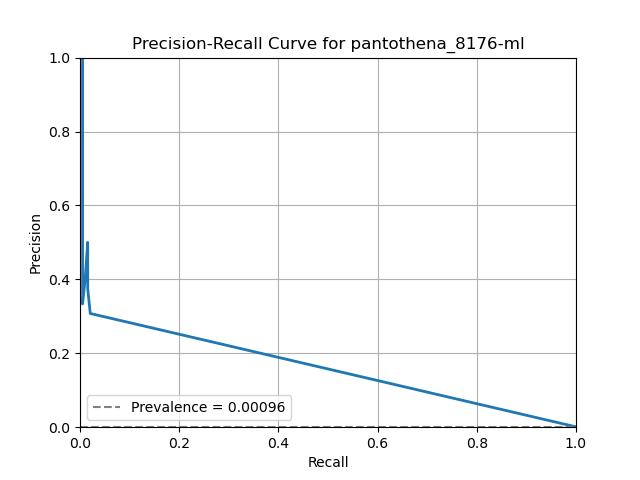 Precision-Recall Curve for pantothena_8176-ml
1.0
0.8
0.6
0.4
0.2
0.0
Precision
Prevalence = 0.00096
0.0 0.2 0.4 0.6 0.8 1.0
Recall